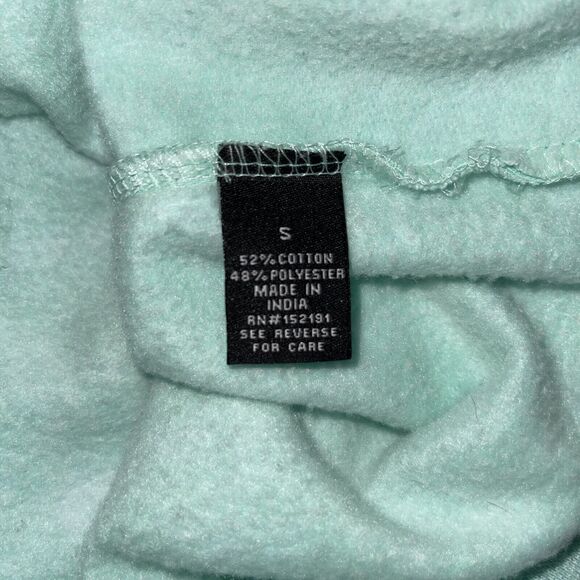 S
52% COTTON
48% POLYESTER
MADE IN
INDIA
RN#152191
SEE REVERSE
FOR CARE